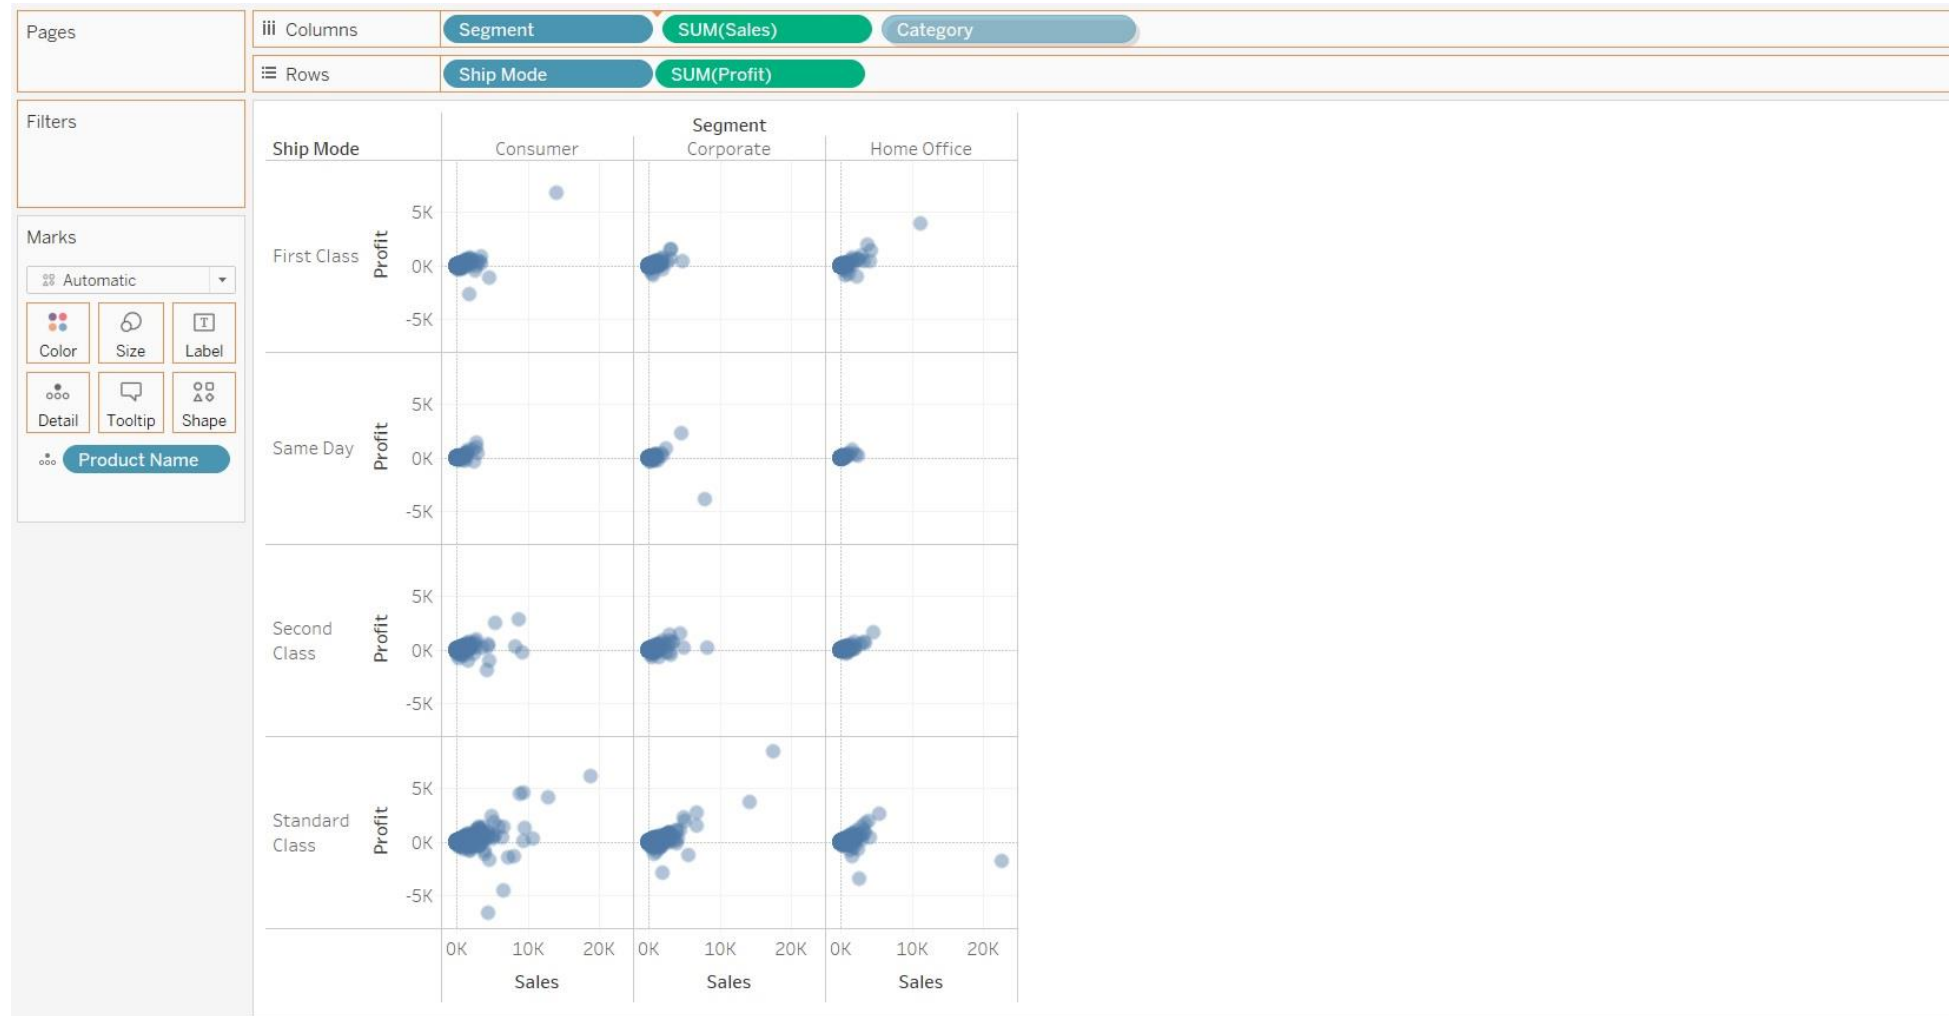 Pages
iii Columns
Segment
SUM(Sales)
Category
Rows
Ship Mode
SUM(Profit)
Filters
Marks
Automatic
Color
Size
T
Label
Detail
Tooltip
Shape
Product Name
Segment
Ship Mode
Consumer
Corporate
Home Office
First Class
Profit
5K
0K
-5K
Same Day
Profit
5K
0K
-5K
Second
Class
Profit
5K
0K
-5K
Standard
Class
Profit
5K
0K
-5K
0K 10K 20K
0K 10K 20K
0K 10K 20K
Sales
Sales
Sales